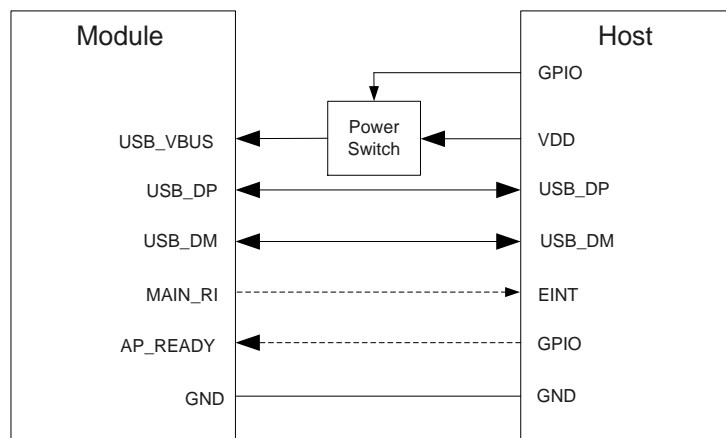 Module
Host
GPIO
Power
Switch
USB_VBUS
VDD
USB_DP
USB_DP
USB_DM
USB_DM
MAIN_RI
EINT
AP_READY
GPIO
GND
GND